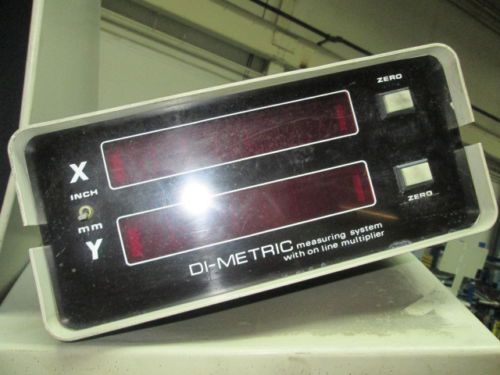 ZERO
X
INCH
mm
Y
ZERO
DI-METRIC measuring system
with on line multiplier